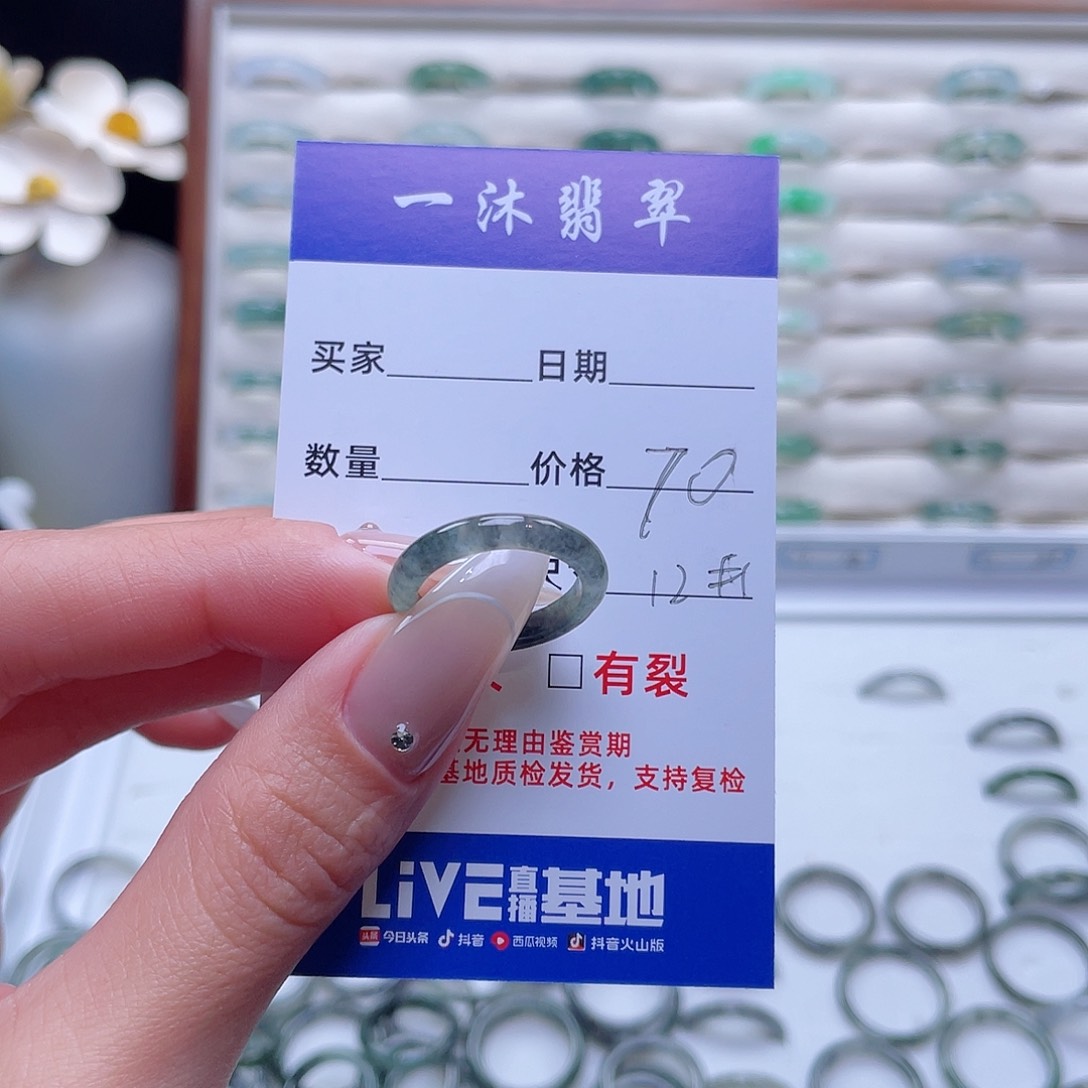 一沐翡翠
买家 日期
数量 价格 70
12#
有裂
无理由鉴赏期
基地质检发货，支持复检
LiVE直播基地
头条 今日头条 抖音 西瓜视频 抖音火山版